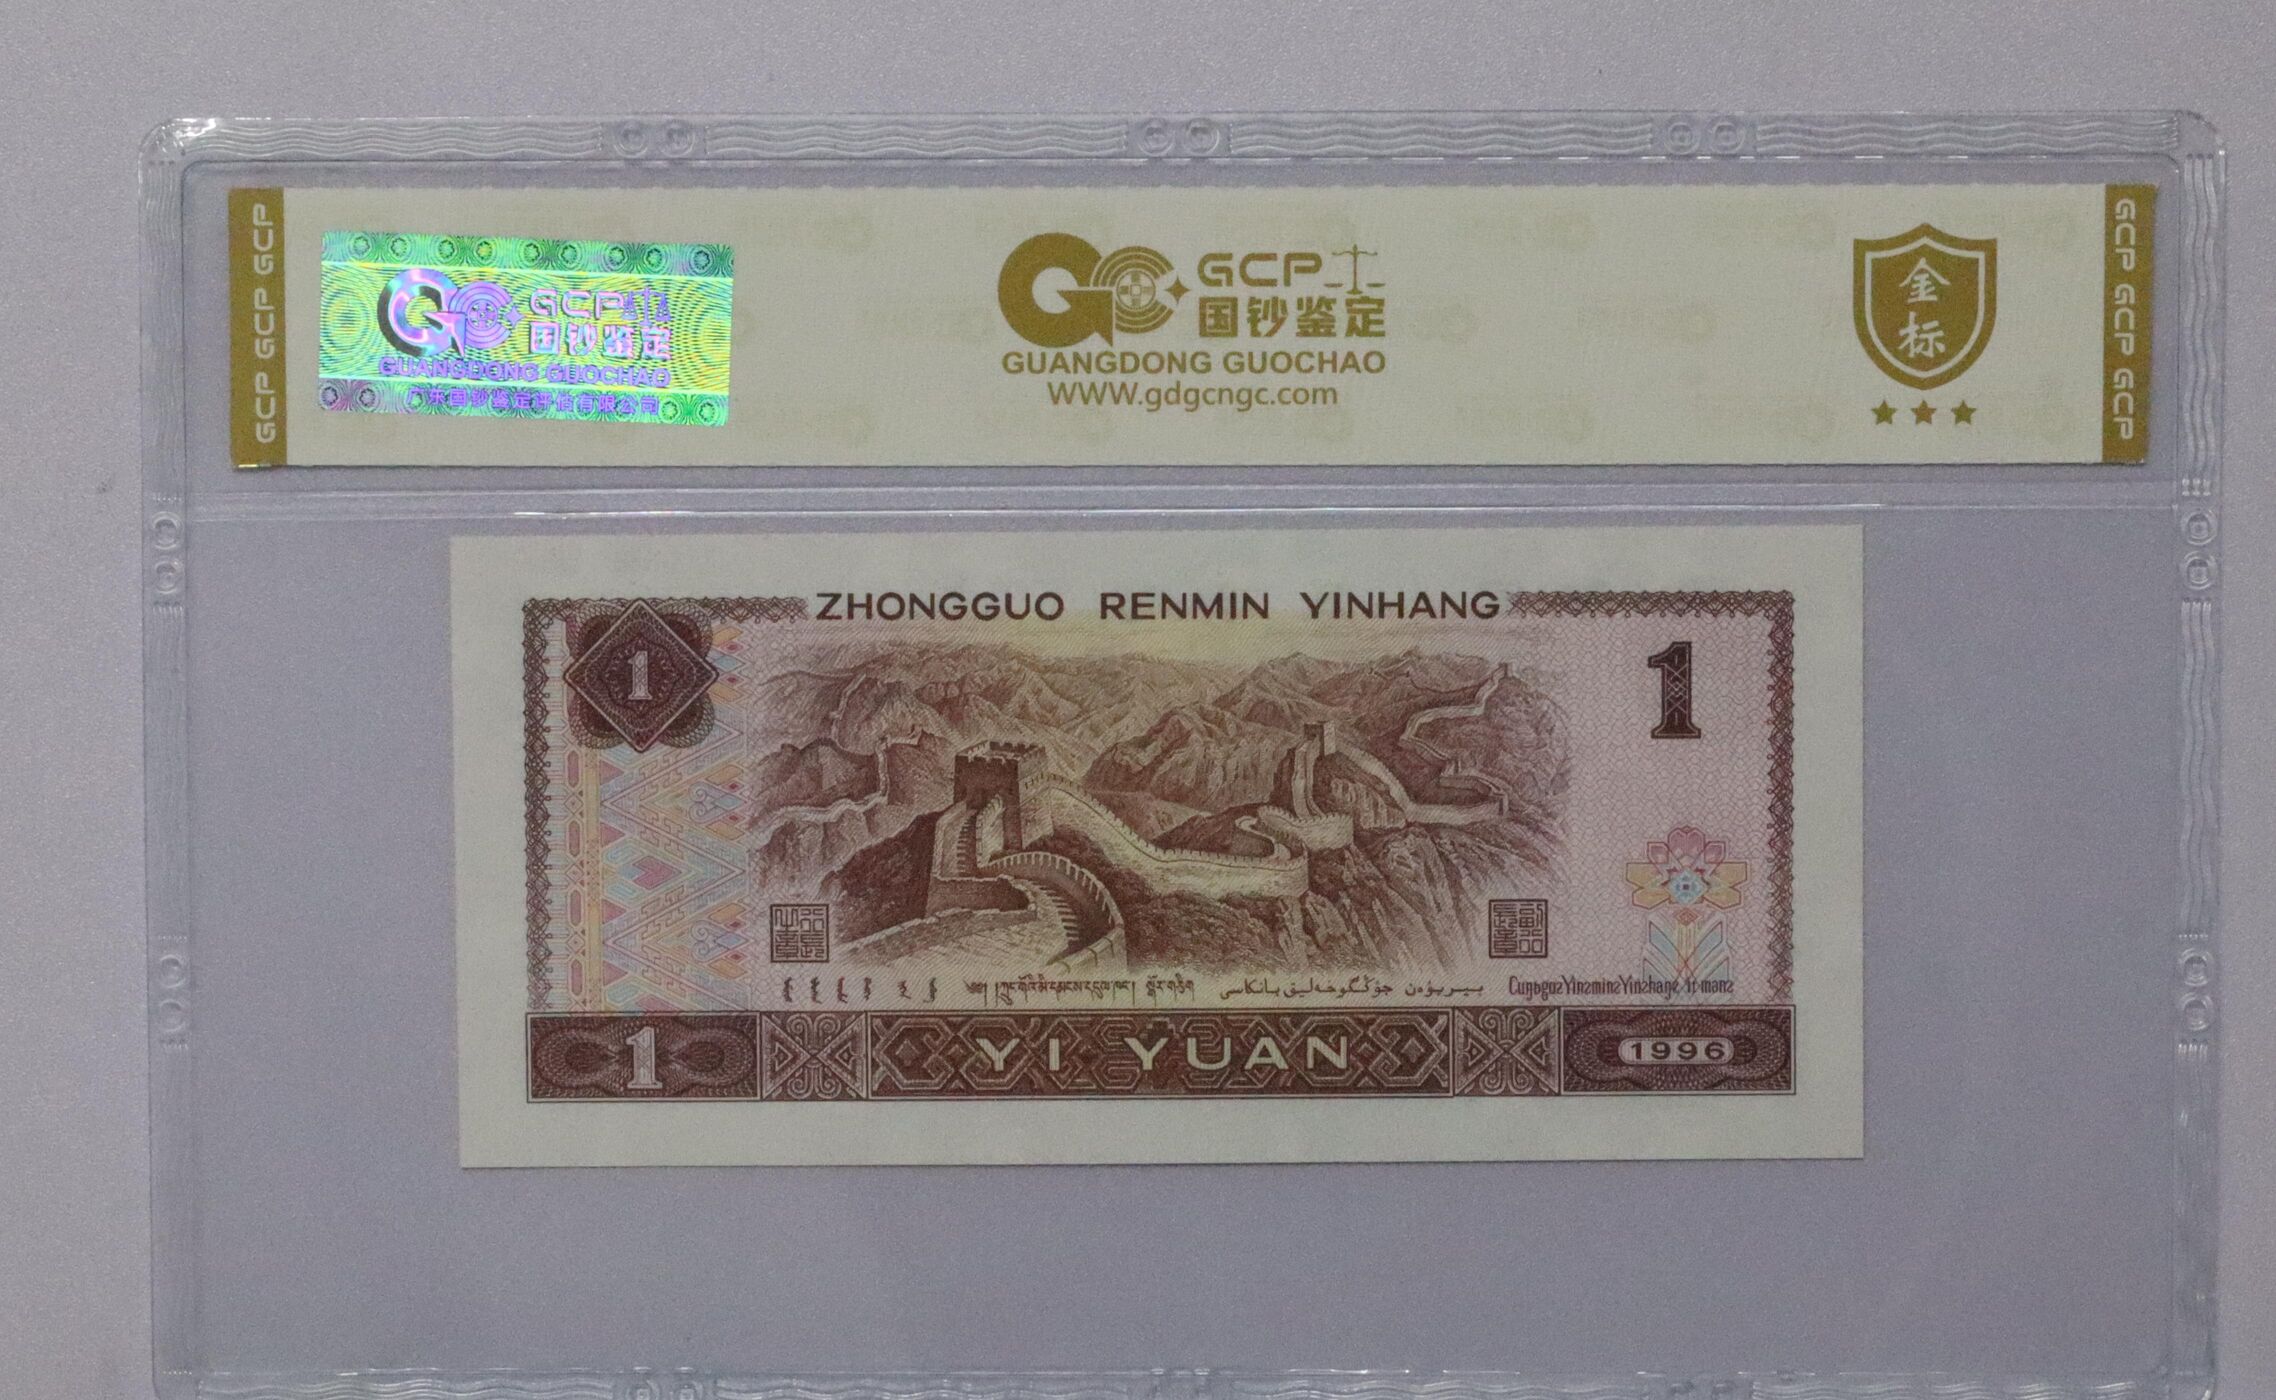 GCP GCP GCP
GCP
国钞鉴定
GUANGDONG GUOCHAO
广东国钞鉴定评估有限公司
GCP
国钞鉴定
GUANGDONG GUOCHAO
WWW.gdgcngc.com
金
标
GCP GCP GCP
ZHONGGUO RENMIN YINHANG
1
1
1
YI YUAN
1996